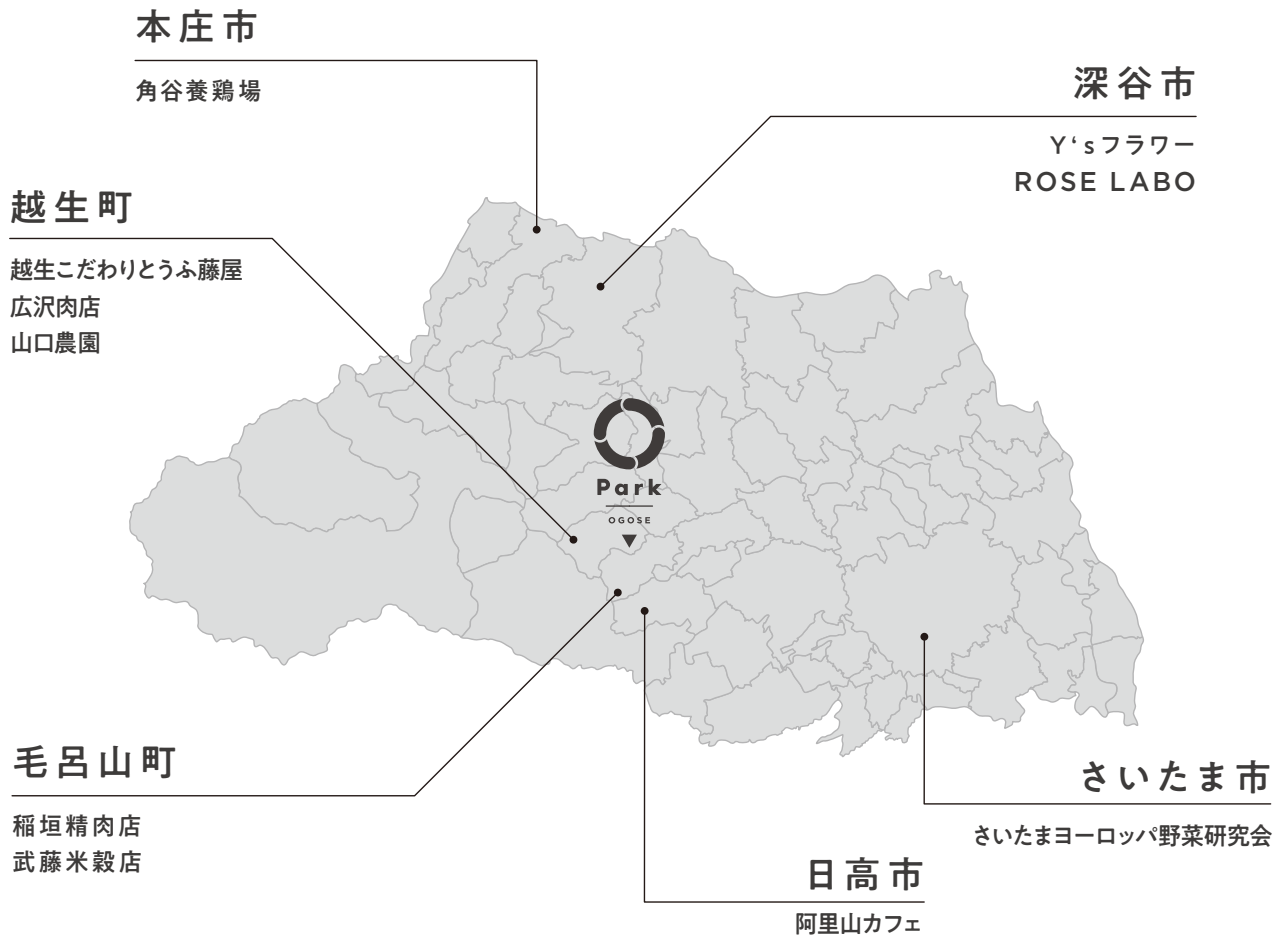 本庄市
角谷養鶏場
深谷市
Y‘sフラワー
ROSE LABO
越生町
越生こだわりとうふ藤屋
広沢肉店
山口農園
Park
OGOSE
毛呂山町
稲垣精肉店
武藤米穀店
さいたま市
さいたまヨーロッパ野菜研究会
日高市
阿里山カフェ